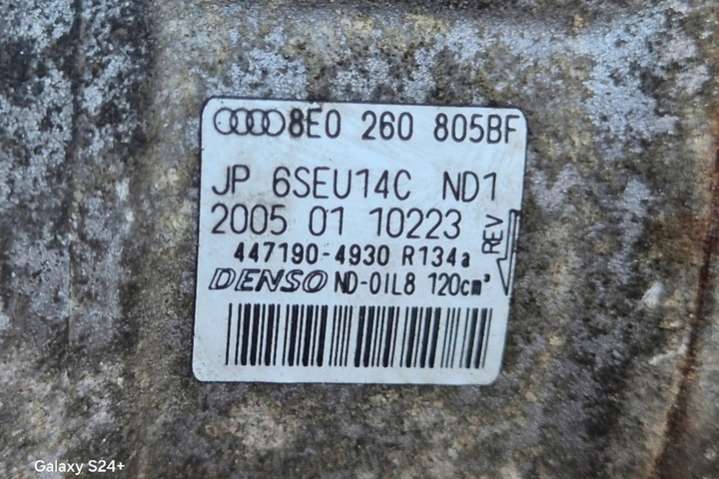 8E0 260 805BF
JP 6SEU14C ND1
2005 01 10223
REV
447190-4930 R134a
DENSO ND-OIL8 120cm³
Galaxy S24+